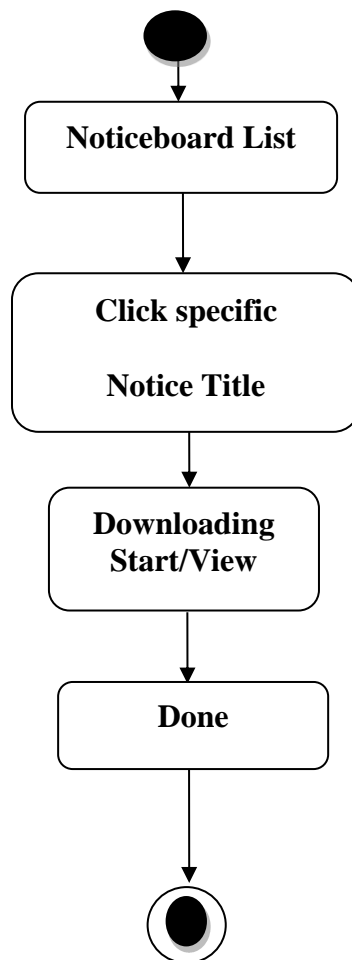 Noticeboard List
Click specific
Notice Title
Downloading
Start/View
Done